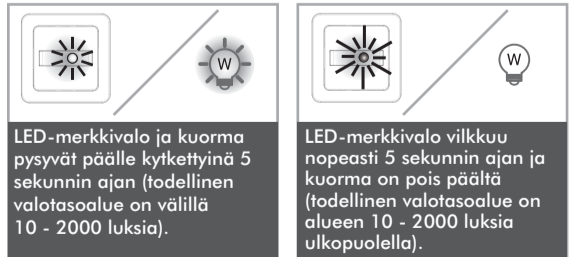 W
LED-merkkivalo ja kuorma
pysyvät päälle kytkettyinä 5
sekunnin ajan (todellinen
valotasoalue on välillä
10 - 2000 luksia).
W
LED-merkkivalo vilkkuu
nopeasti 5 sekunnin ajan ja
kuorma on pois päältä
(todellinen valotasoalue on
alueen 10 - 2000 luksia
ulkopuolella).